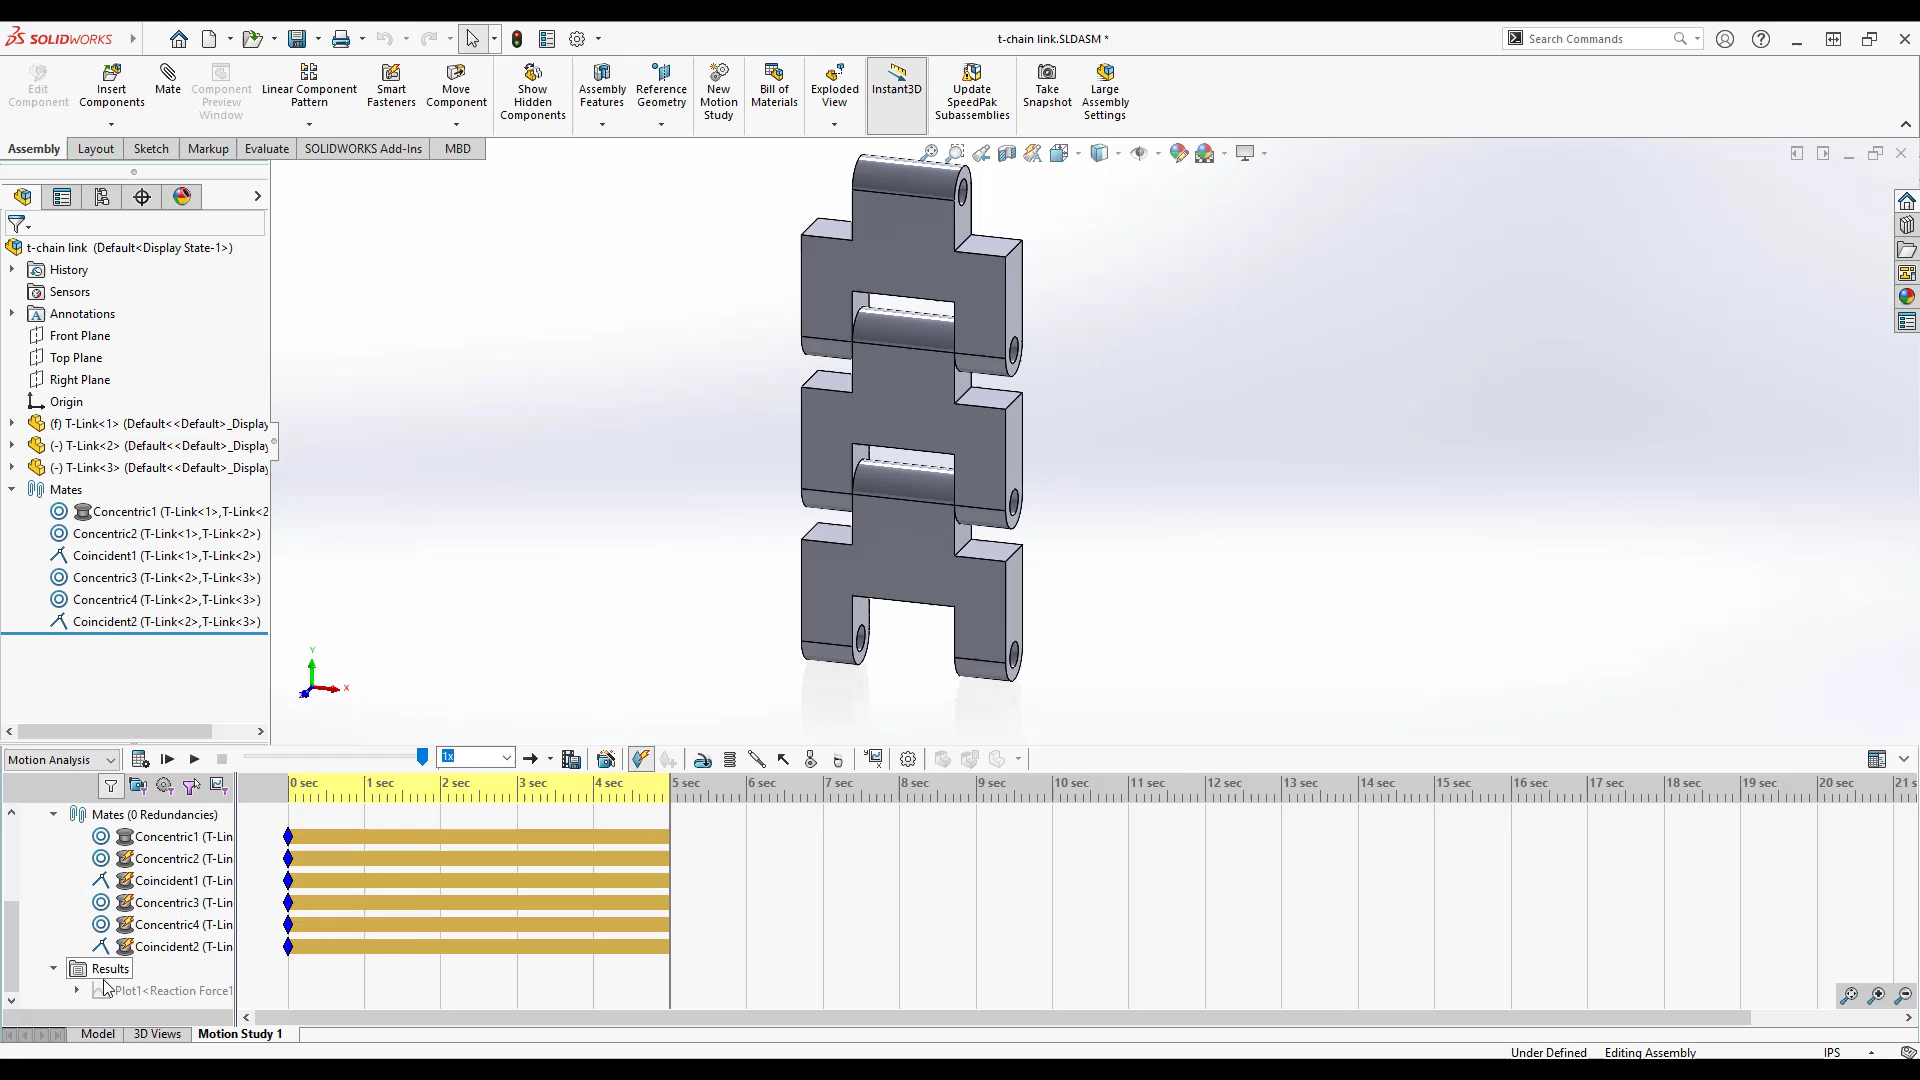 SOLIDWORKS
t-chain link.SLDASM *
Search Commands
Edit Component
Insert Components
Mate
Component Preview Window
Linear Component Pattern
Smart Fasteners
Move Component
Show Hidden Components
Assembly Features
Reference Geometry
New Motion Study
Bill of Materials
Exploded View
Instant3D
Update SpeedPak Subassemblies
Take Snapshot
Large Assembly Settings
Assembly
Layout
Sketch
Markup
Evaluate
SOLIDWORKS Add-Ins
MBD
t-chain link (Default<Display State-1>)
History
Sensors
Annotations
Front Plane
Top Plane
Right Plane
Origin
(f) T-Link<1> (Default<<Default>_Display
(-) T-Link<2> (Default<<Default>_Display
(-) T-Link<3> (Default<<Default>_Display
Mates
Concentric1 (T-Link<1>,T-Link<2
Concentric2 (T-Link<1>,T-Link<2>)
Coincident1 (T-Link<1>,T-Link<2>)
Concentric3 (T-Link<2>,T-Link<3>)
Concentric4 (T-Link<2>,T-Link<3>)
Coincident2 (T-Link<2>,T-Link<3>)
Y
X
Motion Analysis
1x
0 sec 1 sec 2 sec 3 sec 4 sec 5 sec 6 sec 7 sec 8 sec 9 sec 10 sec 11 sec 12 sec 13 sec 14 sec 15 sec 16 sec 17 sec 18 sec 19 sec 20 sec 21 s
Mates (0 Redundancies)
Concentric1 (T-Lin
Concentric2 (T-Lin
Coincident1 (T-Lin
Concentric3 (T-Lin
Concentric4 (T-Lin
Coincident2 (T-Lin
Results
Plot1<Reaction Force1
Model
3D Views
Motion Study 1
Under Defined
Editing Assembly
IPS